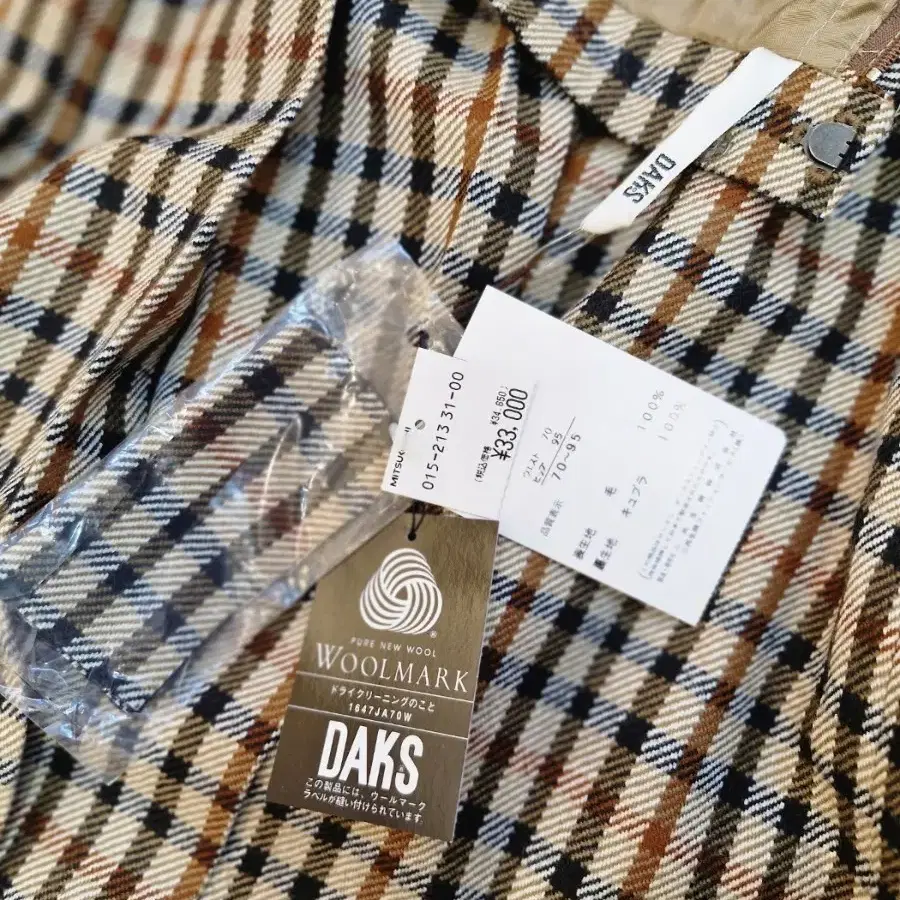 DAKS
MITSUK
015-21331-00
(税込価格 ¥34,650)
¥33,000
ウエスト 70
ヒップ 95
70-95
品質表示
表生地 毛 100%
裏生地 キュプラ 100%
PURE NEW WOOL
WOOLMARK
ドライクリーニングのこと
1647JA70W
DAKS
この製品には、ウールマーク
ラベルが縫い付けられています。